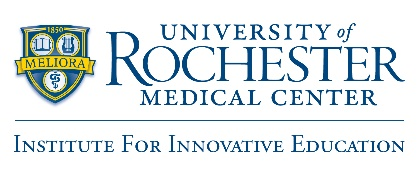 1850
MELIORA
UNIVERSITY of
ROCHESTER
MEDICAL CENTER
INSTITUTE FOR INNOVATIVE EDUCATION